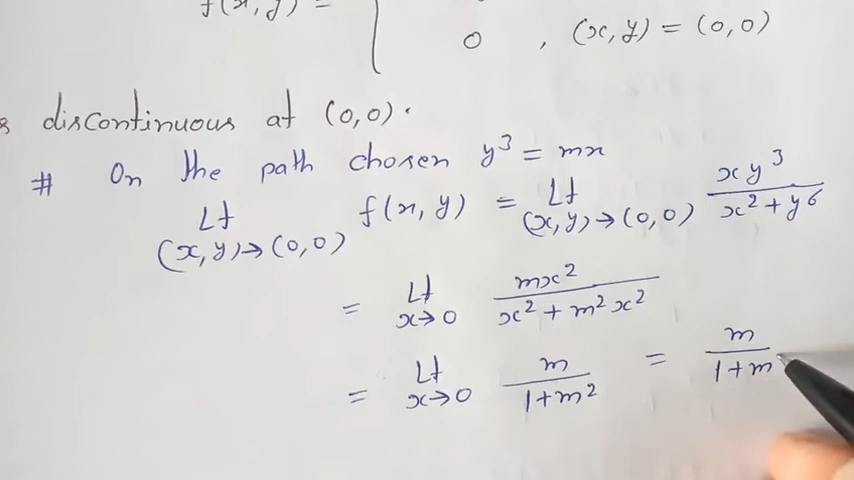 f(x, y) =
0 , (x, y) = (0, 0)
s discontinuous at (0, 0).
# On the path chosen y³ = mx
Lt (x, y) → (0, 0) f(x, y) = Lt (x, y) → (0, 0) xy³ / x² + y⁶
= Lt x → 0 mx² / x² + m²x²
= Lt x → 0 m / 1 + m² = m / 1 + m